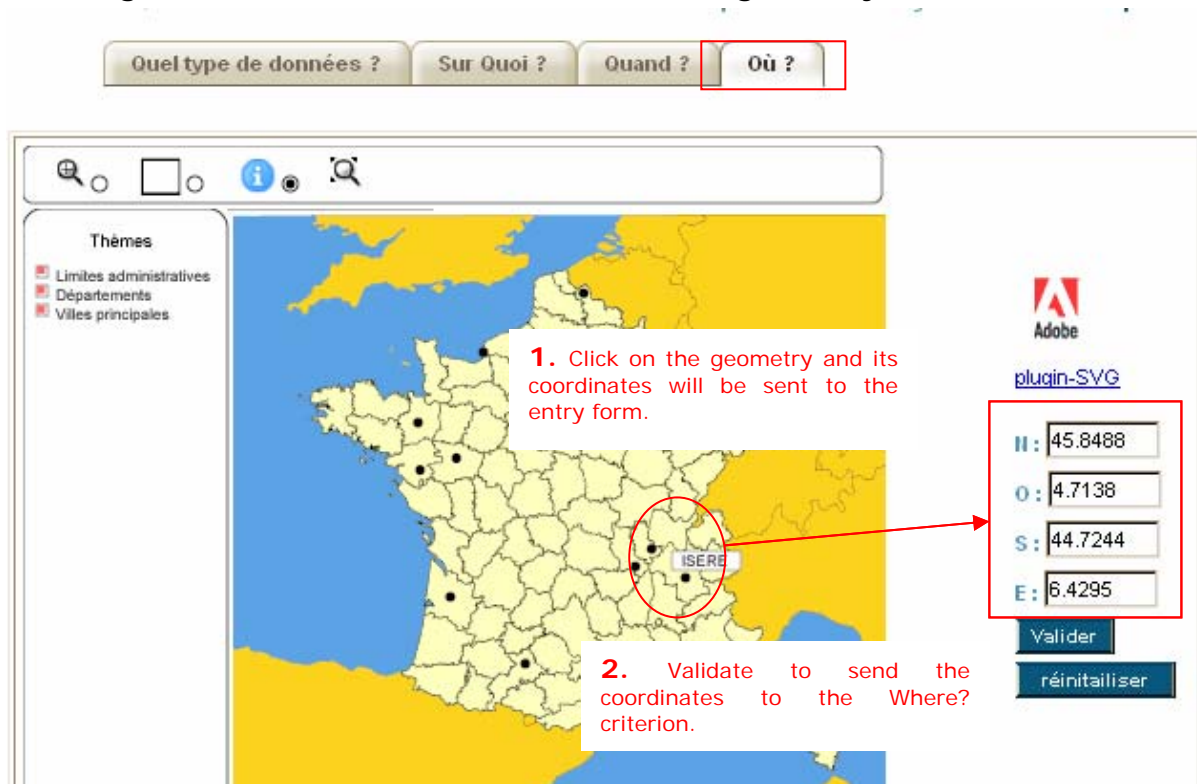 Quel type de données ?
Sur Quoi ?
Quand ?
Où ?
Thèmes
Limites administratives
Départements
Villes principales
1. Click on the geometry and its
coordinates will be sent to the
entry form.
ISERE
2. Validate to send the
coordinates to the Where?
criterion.
Adobe
plugin-SVG
N : 45.8488
O : 4.7138
S : 44.7244
E : 6.4295
Valider
réinitailiser